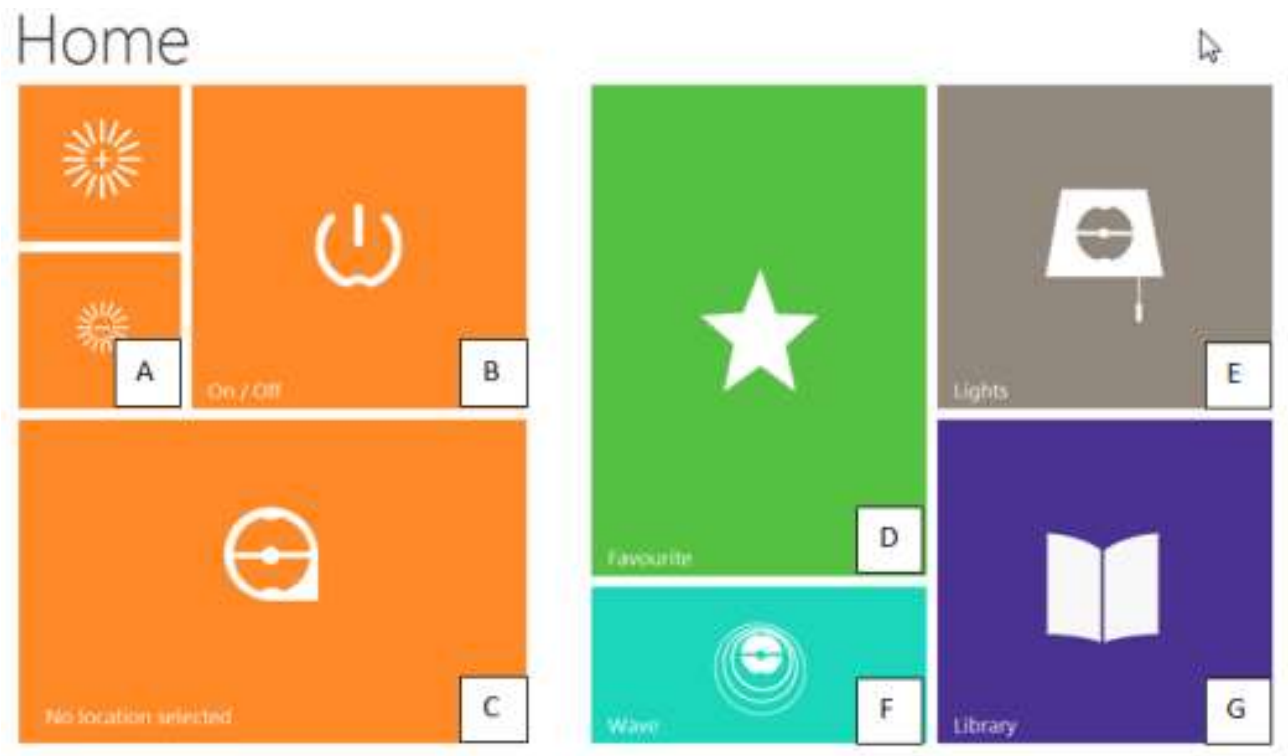 Home
A
On / Off
B
No location selected
C
Favourite
D
Lights
E
Wave
F
Library
G